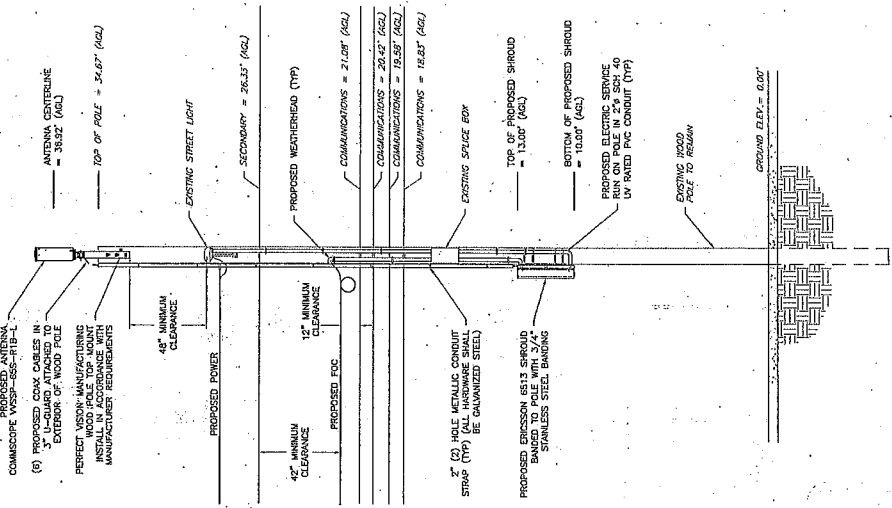 PROPOSED ANTENNA
COMMSCOPE VVSSP-65S-R1B-L
(6) PROPOSED COAX CABLES IN
3" U-GUARD ATTACHED TO
EXTERIOR OF WOOD POLE
PERFECT VISION MANUFACTURING
WOOD POLE TOP MOUNT
INSTALL IN ACCORDANCE WITH
MANUFACTURER REQUIREMENTS
48" MINIMUM
CLEARANCE
PROPOSED POWER
42" MINIMUM
CLEARANCE
12" MINIMUM
CLEARANCE
PROPOSED FOC
2" (2) HOLE METALLIC CONDUIT
STRAP (TYP) (ALL HARDWARE SHALL
BE GALVANIZED STEEL)
PROPOSED ERICSSON 6513 SHROUD
BANDED TO POLE WITH 3/4"
STAINLESS STEEL BANDING
ANTENNA CENTERLINE
= 36.92' (AGL)
TOP OF POLE = 34.67' (AGL)
EXISTING STREET LIGHT
SECONDARY = 26.33' (AGL)
PROPOSED WEATHERHEAD (TYP)
COMMUNICATIONS = 21.08' (AGL)
COMMUNICATIONS = 20.42' (AGL)
COMMUNICATIONS = 19.58' (AGL)
COMMUNICATIONS = 18.83' (AGL)
EXISTING SPLICE BOX
TOP OF PROPOSED SHROUD
= 13.00' (AGL)
BOTTOM OF PROPOSED SHROUD
= 10.00' (AGL)
PROPOSED ELECTRIC SERVICE
RUN ON POLE IN 2"ø SCH 40
UV RATED PVC CONDUIT (TYP)
EXISTING WOOD
POLE TO REMAIN
GROUND ELEV.= 0.00'